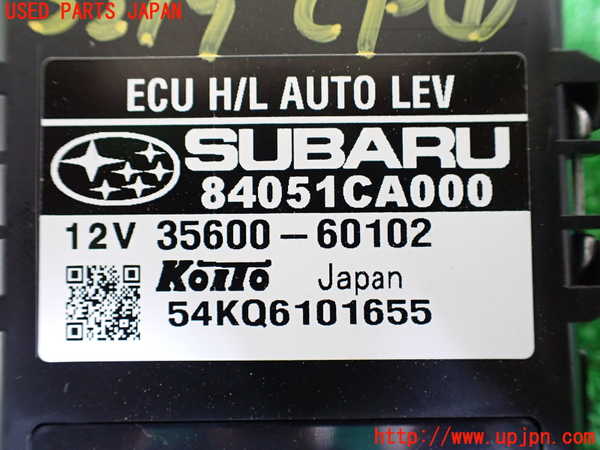 USED PARTS JAPAN
ECU H/L AUTO LEV
SUBARU
84051CA000
12V 35600-60102
KOITO Japan
54KQ6101655
http://www.upjpn.com/